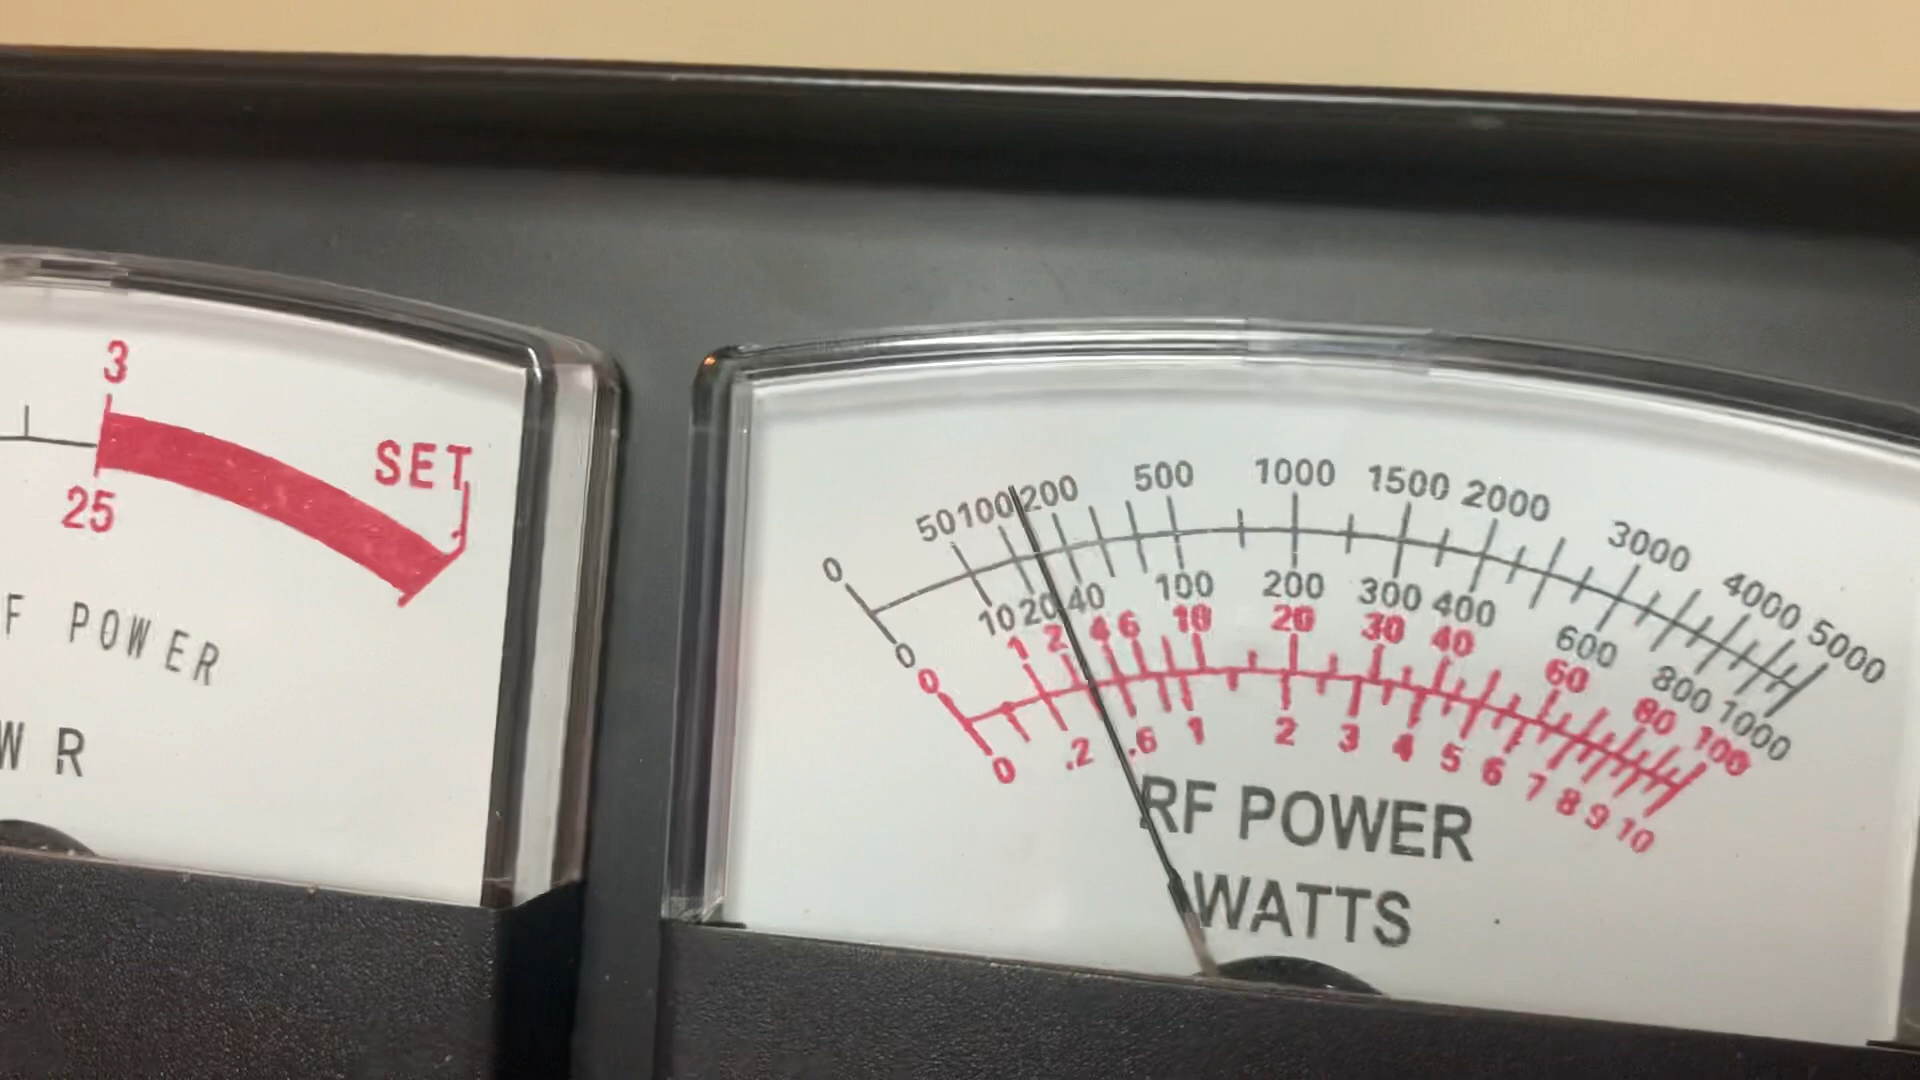 3
SET
25
F POWER
W R
0 50 100 200 500 1000 1500 2000 3000 4000 5000
0 10 20 40 100 200 300 400 600 800 1000
0 1 2 4 6 10 20 30 40 60 80 100
0 .2 .6 1 2 3 4 5 6 7 8 9 10
RF POWER
WATTS